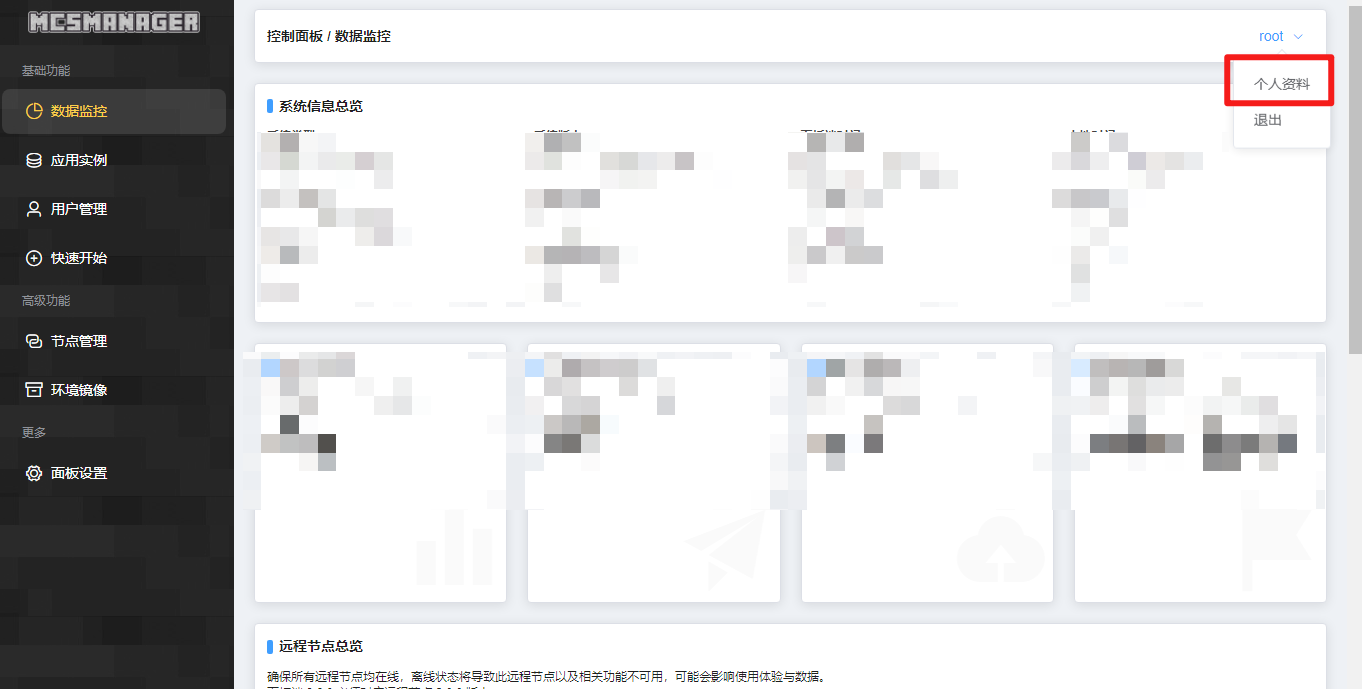 MCSMANAGER
基础功能
数据监控
应用实例
用户管理
快速开始
高级功能
节点管理
环境镜像
更多
面板设置
控制面板 / 数据监控
root
个人资料
退出
系统信息总览
远程节点总览
确保所有远程节点均在线，离线状态将导致此远程节点以及相关功能不可用，可能会影响使用体验与数据。